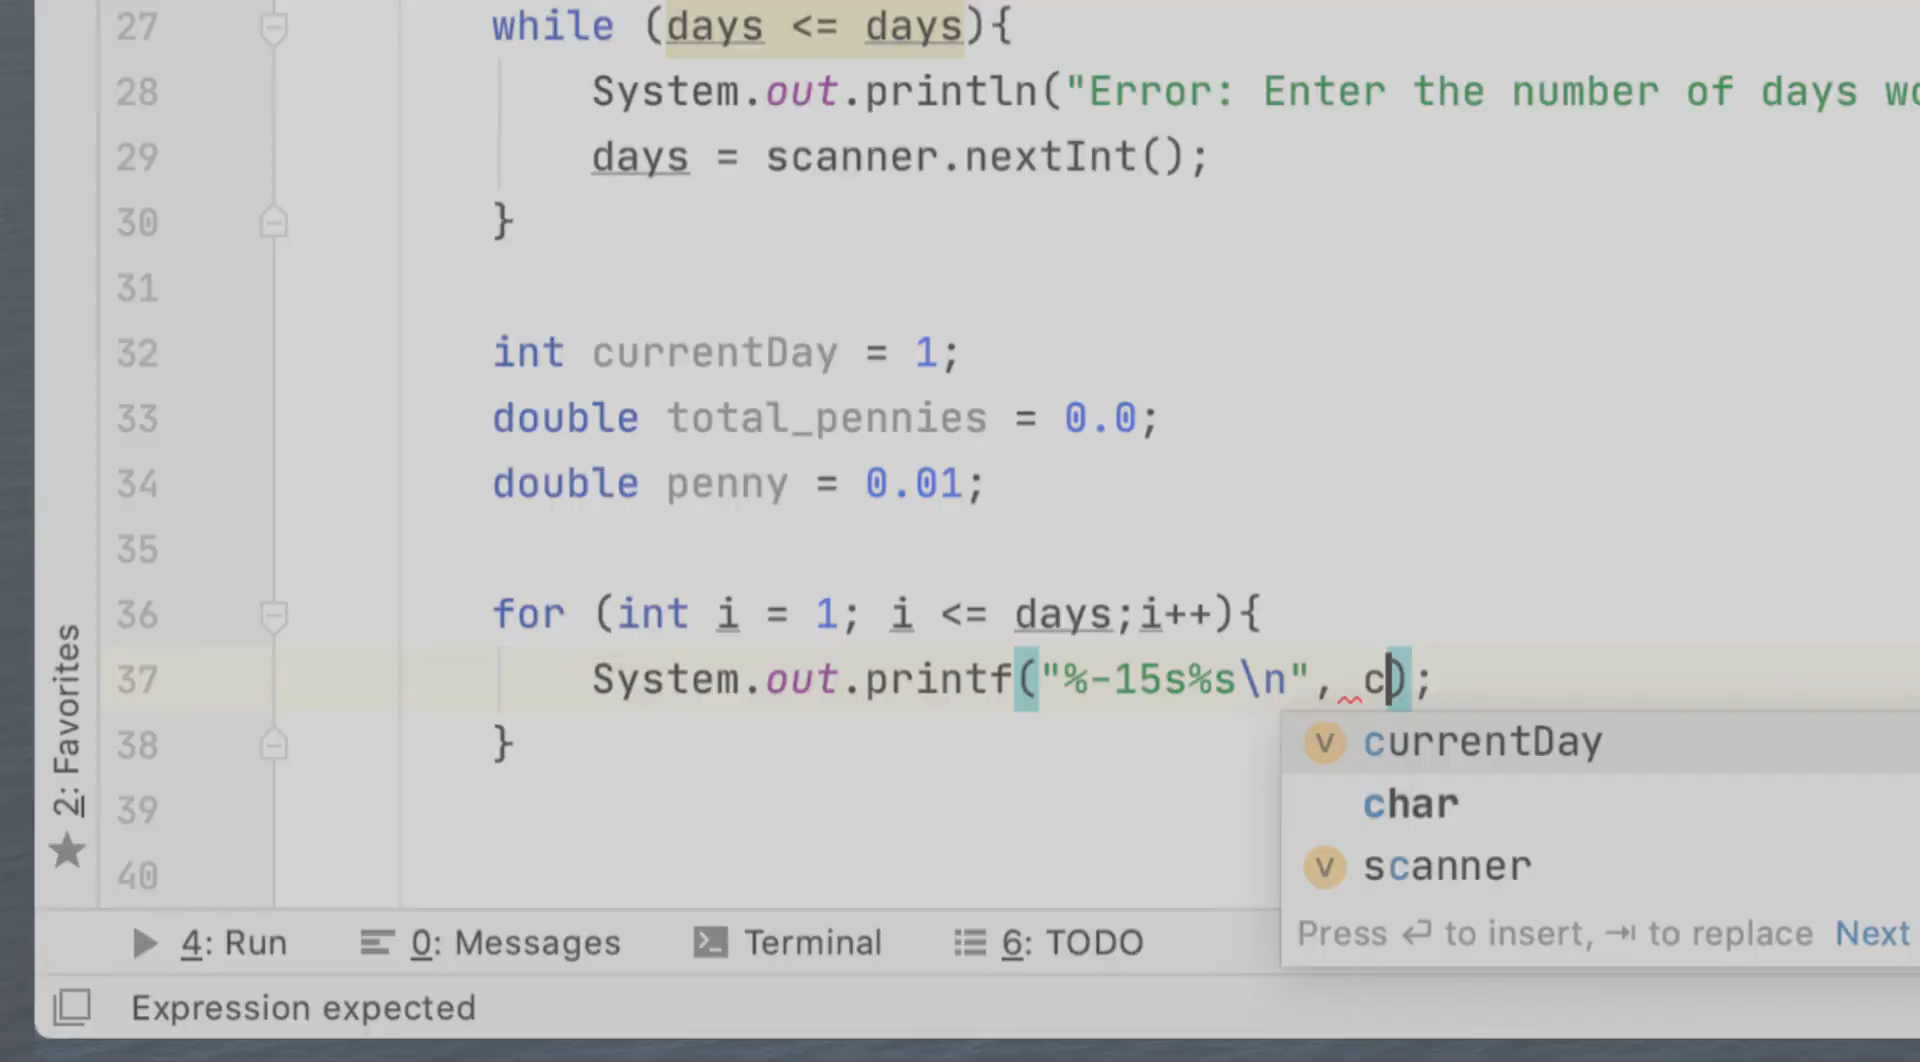 27 while (days <= days){
28 System.out.println("Error: Enter the number of days
29 days = scanner.nextInt();
30 }
31
32 int currentDay = 1;
33 double total_pennies = 0.0;
34 double penny = 0.01;
35
36 for (int i = 1; i <= days;i++){
37 System.out.printf("%-15s%s\n", c);
38 }
39
40
currentDay
char
scanner
Press ⏎ to insert, ⇥ to replace Next
2: Favorites
4: Run 0: Messages Terminal 6: TODO
Expression expected